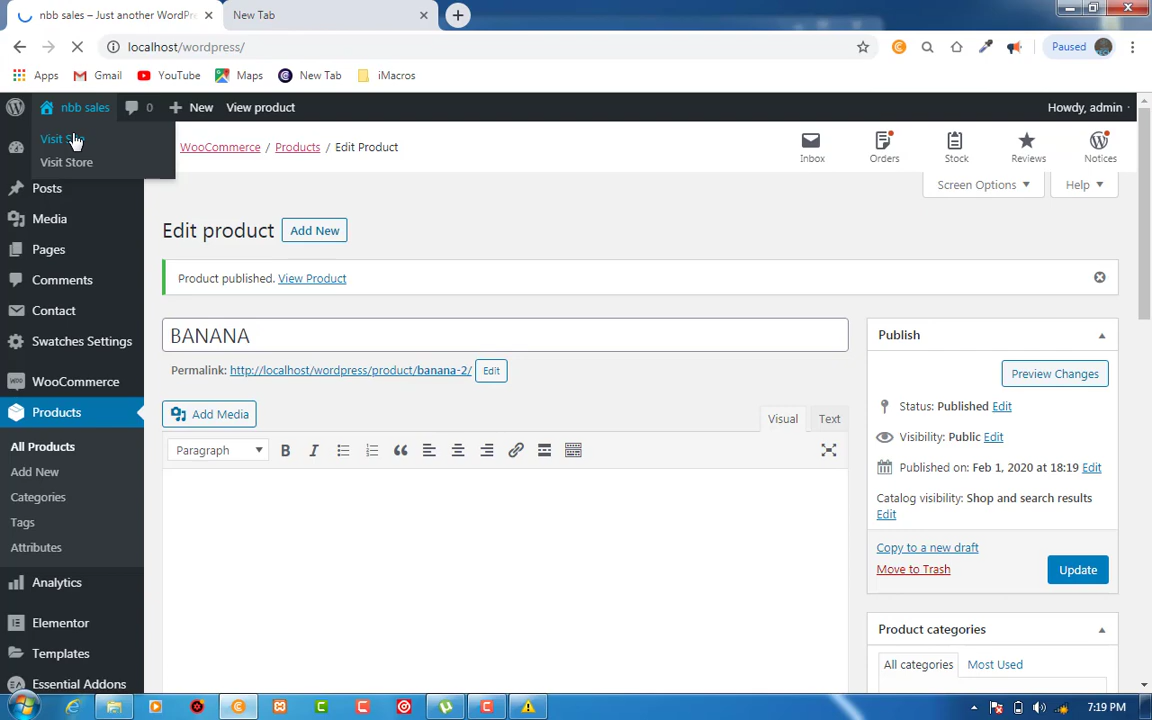 nbb sales – Just another WordPre
New Tab
localhost/wordpress/
Paused
Apps
Gmail
YouTube
Maps
New Tab
iMacros
nbb sales
0
New
View product
Howdy, admin
Visit
Visit Store
WooCommerce / Products / Edit Product
Inbox
Orders
Stock
Reviews
Notices
Screen Options
Help
Posts
Media
Pages
Comments
Contact
Swatches Settings
WooCommerce
Products
All Products
Add New
Categories
Tags
Attributes
Analytics
Elementor
Templates
Essential Addons
Edit product
Add New
Product published. View Product
BANANA
Permalink: http://localhost/wordpress/product/banana-2/ Edit
Add Media
Visual
Text
Paragraph
B I
Publish
Preview Changes
Status: Published Edit
Visibility: Public Edit
Published on: Feb 1, 2020 at 18:19 Edit
Catalog visibility: Shop and search results
Edit
Copy to a new draft
Move to Trash
Update
Product categories
All categories
Most Used
7:19 PM